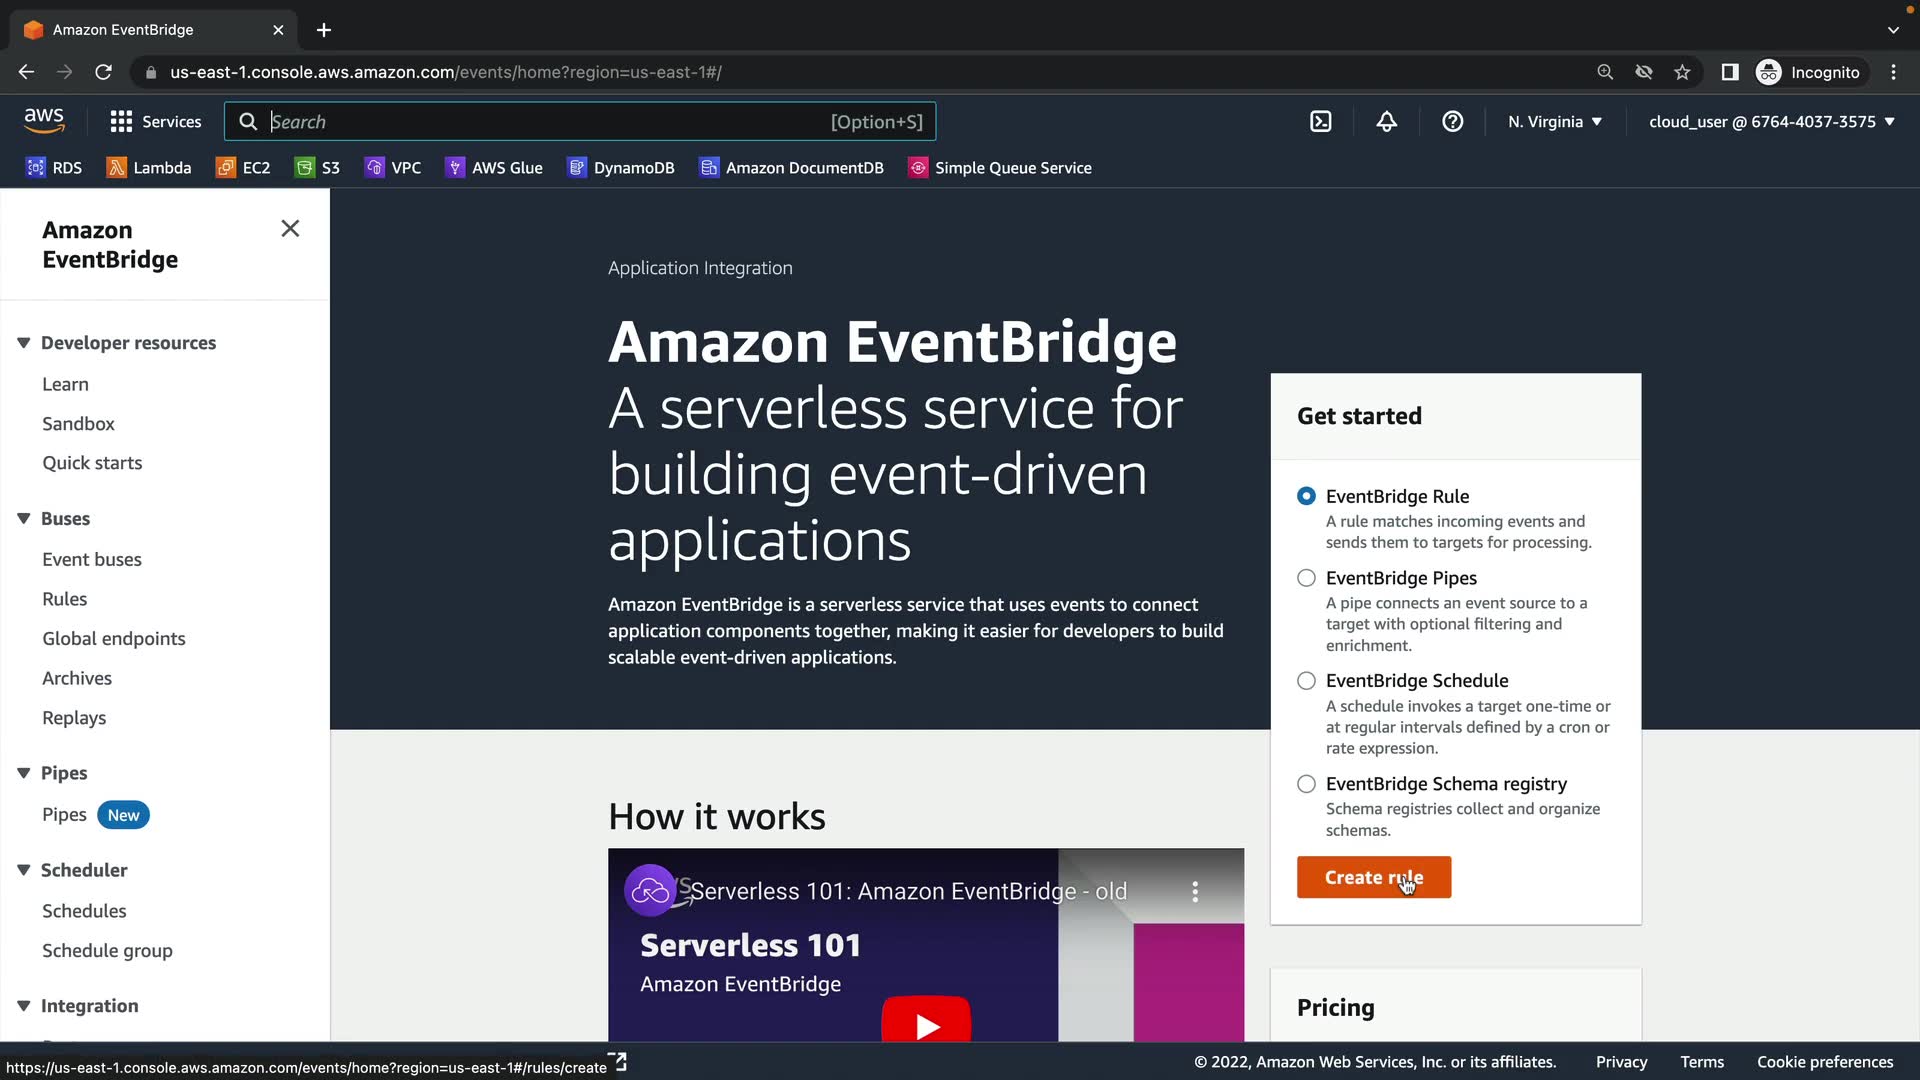 Amazon EventBridge
us-east-1.console.aws.amazon.com/events/home?region=us-east-1#/
Incognito
aws
Services
Search
[Option+S]
N. Virginia
cloud_user @ 6764-4037-3575
RDS
Lambda
EC2
S3
VPC
AWS Glue
DynamoDB
Amazon DocumentDB
Simple Queue Service
Amazon
EventBridge
Developer resources
Learn
Sandbox
Quick starts
Buses
Event buses
Rules
Global endpoints
Archives
Replays
Pipes
Pipes New
Scheduler
Schedules
Schedule group
Integration
Application Integration
Amazon EventBridge
A serverless service for
building event-driven
applications
Amazon EventBridge is a serverless service that uses events to connect
application components together, making it easier for developers to build
scalable event-driven applications.
Get started
EventBridge Rule
A rule matches incoming events and
sends them to targets for processing.
EventBridge Pipes
A pipe connects an event source to a
target with optional filtering and
enrichment.
EventBridge Schedule
A schedule invokes a target one-time or
at regular intervals defined by a cron or
rate expression.
EventBridge Schema registry
Schema registries collect and organize
schemas.
Create rule
How it works
Serverless 101: Amazon EventBridge - old
Serverless 101
Amazon EventBridge
Pricing
https://us-east-1.console.aws.amazon.com/events/home?region=us-east-1#/rules/create
© 2022, Amazon Web Services, Inc. or its affiliates.
Privacy
Terms
Cookie preferences